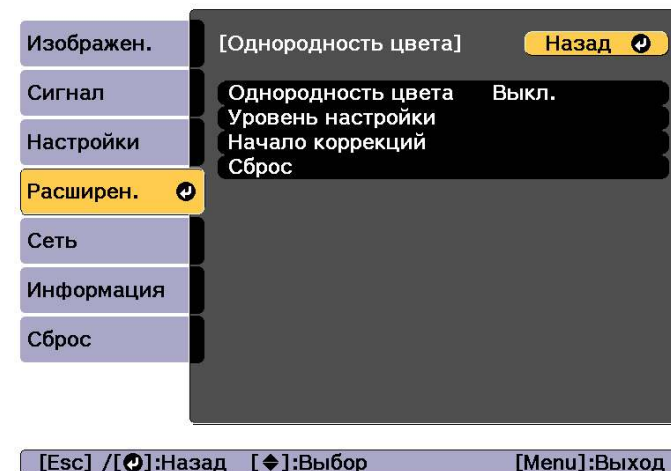 Изображен.
Сигнал
Настройки
Расширен.
Сеть
Информация
Сброс
[Однородность цвета] Назад
Однородность цвета Выкл.
Уровень настройки
Начало коррекций
Сброс
[Esc] /[ ]:Назад [ ]:Выбор [Menu]:Выход